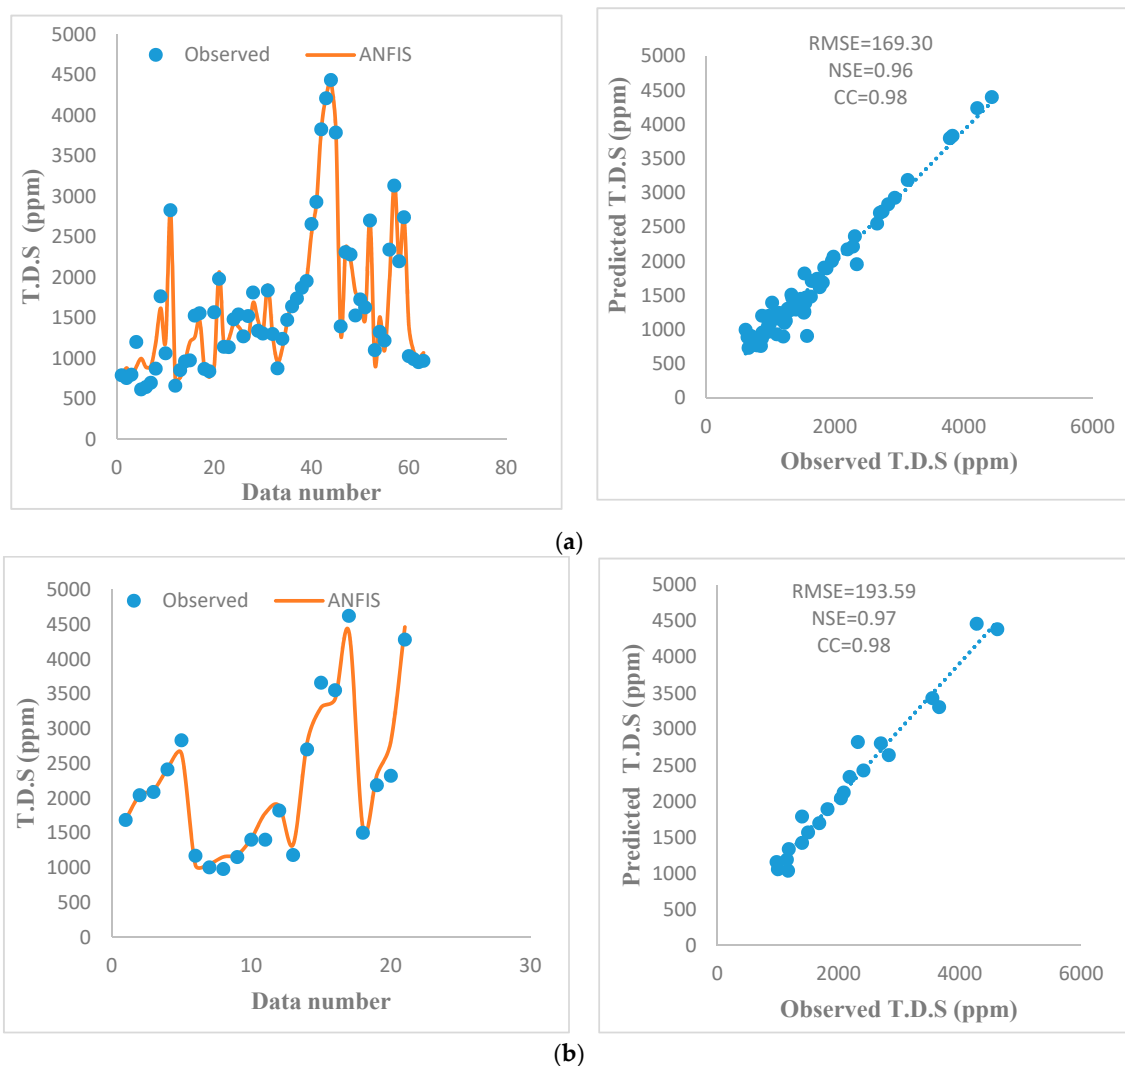 Observed
ANFIS
5000
4500
4000
3500
3000
2500
2000
1500
1000
500
0
T.D.S (ppm)
0 20 40 60 80
Data number
RMSE=169.30
NSE=0.96
CC=0.98
5000
4500
4000
3500
3000
2500
2000
1500
1000
500
0
Predicted T.D.S (ppm)
0 2000 4000 6000
Observed T.D.S (ppm)
(a)
Observed
ANFIS
5000
4500
4000
3500
3000
2500
2000
1500
1000
500
0
T.D.S (ppm)
0 10 20 30
Data number
RMSE=193.59
NSE=0.97
CC=0.98
5000
4500
4000
3500
3000
2500
2000
1500
1000
500
0
Predicted T.D.S (ppm)
0 2000 4000 6000
Observed T.D.S (ppm)
(b)